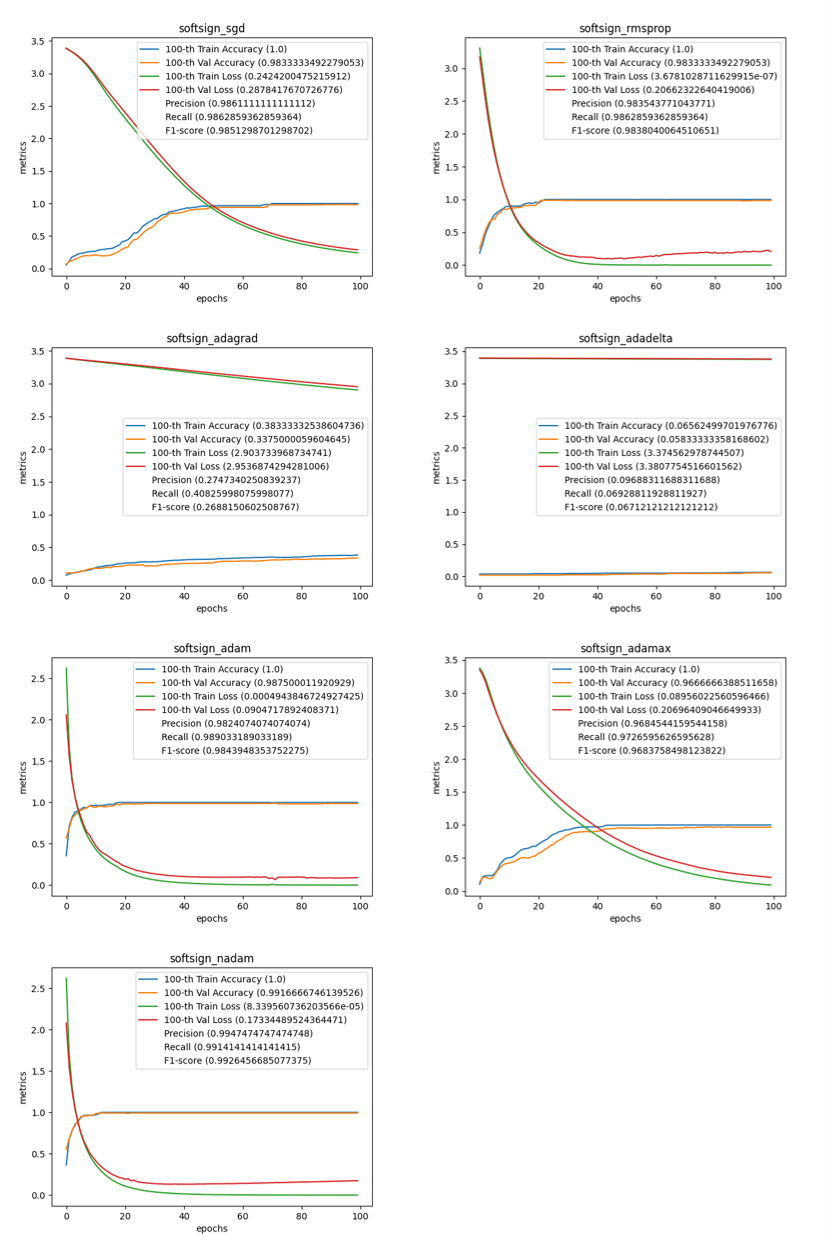 softsign_sgd
3.5
3.0
2.5
2.0
1.5
1.0
0.5
0.0
metrics
100-th Train Accuracy (1.0)
100-th Val Accuracy (0.9833333492279053)
100-th Train Loss (0.2424200475215912)
100-th Val Loss (0.2878417670726776)
Precision (0.9861111111111112)
Recall (0.9862859362859364)
F1-score (0.9851298701298702)
0 20 40 60 80 100
epochs
softsign_rmsprop
3.0
2.5
2.0
1.5
1.0
0.5
0.0
metrics
100-th Train Accuracy (1.0)
100-th Val Accuracy (0.9833333492279053)
100-th Train Loss (3.6781028711629915e-07)
100-th Val Loss (0.20662322640419006)
Precision (0.983543771043771)
Recall (0.9862859362859364)
F1-score (0.9838040064510651)
0 20 40 60 80 100
epochs
softsign_adagrad
3.5
3.0
2.5
2.0
1.5
1.0
0.5
0.0
metrics
100-th Train Accuracy (0.38333332538604736)
100-th Val Accuracy (0.3375000059604645)
100-th Train Loss (2.903733968734741)
100-th Val Loss (2.9536874294281006)
Precision (0.2747340250839237)
Recall (0.40825998075998077)
F1-score (0.2688150602508767)
0 20 40 60 80 100
epochs
softsign_adadelta
3.5
3.0
2.5
2.0
1.5
1.0
0.5
0.0
metrics
100-th Train Accuracy (0.06562499701976776)
100-th Val Accuracy (0.05833333358168602)
100-th Train Loss (3.374562978744507)
100-th Val Loss (3.3807754516601562)
Precision (0.09688311688311688)
Recall (0.06928811928811927)
F1-score (0.06712121212121212)
0 20 40 60 80 100
epochs
softsign_adam
2.5
2.0
1.5
1.0
0.5
0.0
metrics
100-th Train Accuracy (1.0)
100-th Val Accuracy (0.987500011920929)
100-th Train Loss (0.0004943846724927425)
100-th Val Loss (0.0904717892408371)
Precision (0.9824074074074074)
Recall (0.989033189033189)
F1-score (0.9843948353752275)
0 20 40 60 80 100
epochs
softsign_adamax
3.5
3.0
2.5
2.0
1.5
1.0
0.5
0.0
metrics
100-th Train Accuracy (1.0)
100-th Val Accuracy (0.9666666388511658)
100-th Train Loss (0.08956022560596466)
100-th Val Loss (0.20696409046649933)
Precision (0.9684544159544158)
Recall (0.9726595626595628)
F1-score (0.9683758498123822)
0 20 40 60 80 100
epochs
softsign_nadam
2.5
2.0
1.5
1.0
0.5
0.0
metrics
100-th Train Accuracy (1.0)
100-th Val Accuracy (0.9916666746139526)
100-th Train Loss (8.339560736203566e-05)
100-th Val Loss (0.17334489524364471)
Precision (0.9947474747474748)
Recall (0.9914141414141415)
F1-score (0.9926456685077375)
0 20 40 60 80 100
epochs